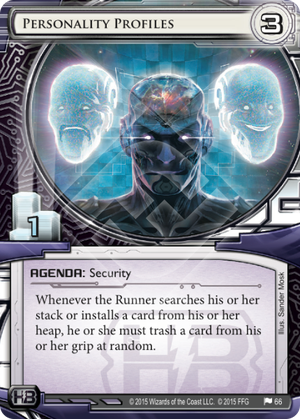 Personality Profiles
3
1
AGENDA: Security
Whenever the Runner searches his or her
stack or installs a card from his or her
heap, he or she must trash a card from his
or her grip at random.
Illus. Sander Mosk
HB
© 2015 Wizards of the Coast LLC. © 2015 FFG
66